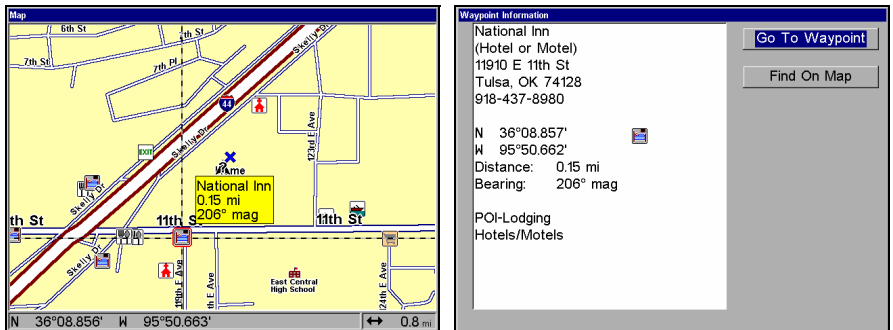 Map
6th St
7th St
7th Pl
Skelly Dr
44
EXIT
Skelly Dr
123rd E Ave
Home
National Inn
0.15 mi
206° mag
Skelly Dr
th St
11th S
11th St
Skelly Dr
119th E Ave
th E Ave
East Central
High School
124th E Ave
N 36°08.856' W 95°50.663'
0.8 mi
Waypoint Information
National Inn
(Hotel or Motel)
11910 E 11th St
Tulsa, OK 74128
918-437-8980
N 36°08.857'
W 95°50.662'
Distance: 0.15 mi
Bearing: 206° mag
POI-Lodging
Hotels/Motels
Go To Waypoint
Find On Map